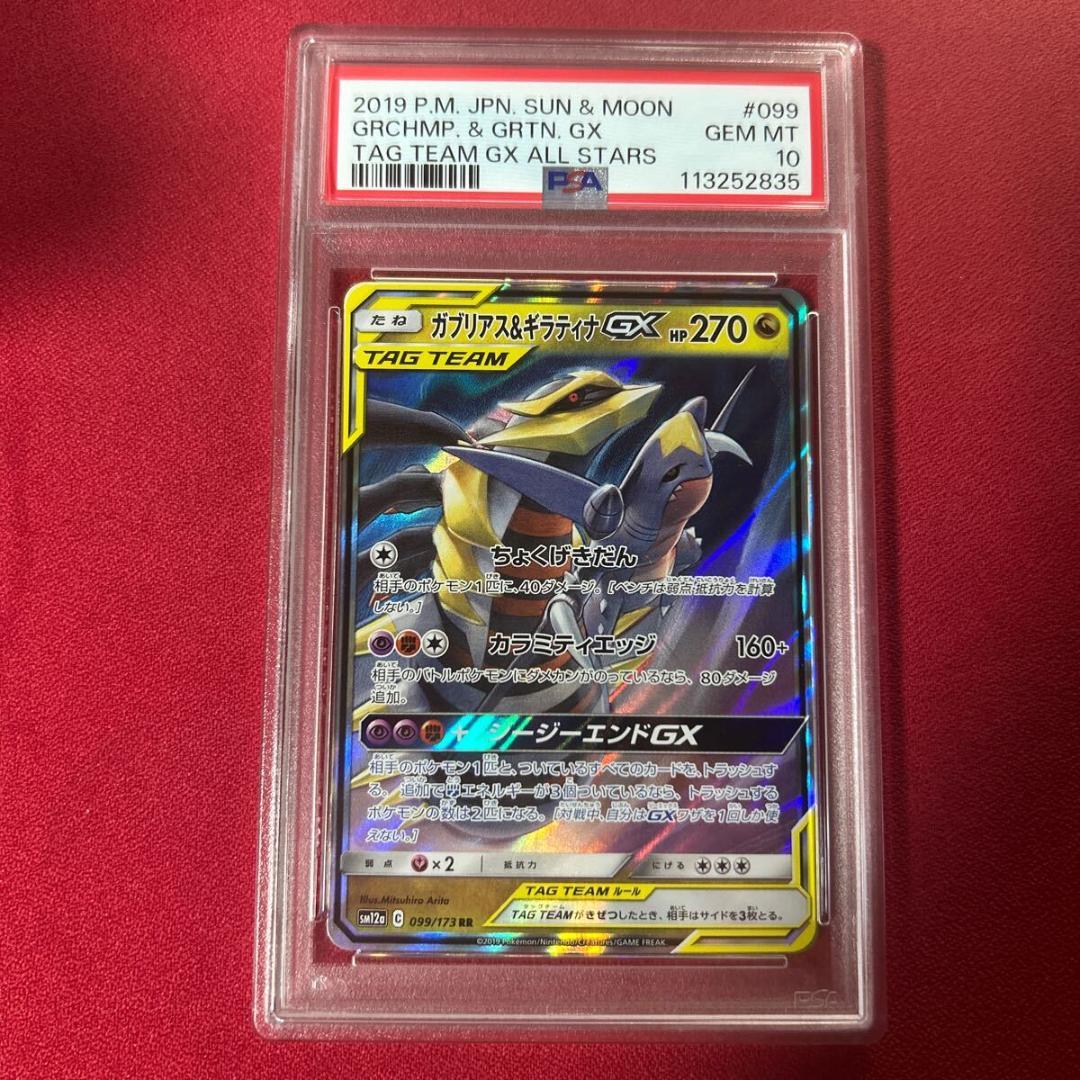 2019 P.M. JPN. SUN & MOON #099
GRCHMP. & GRTN. GX GEM MT
TAG TEAM GX ALL STARS 10
PSA 113252835
たね ガブリアス&ギラティナGX HP270
TAG TEAM
ちょくげきだん
相手のポケモン1匹に、40ダメージ。[ベンチは弱点・抵抗力を計算
しない。]
カラミティエッジ 160+
相手のバトルポケモンにダメカンがのっているなら、80ダメージ
追加。
+ ジージーエンドGX
相手のポケモン1匹と、ついているすべてのカードを、トラッシュす
る。追加で闘エネルギーが3個ついているなら、トラッシュする
ポケモンの数は2匹になる。[対戦中、自分はGXワザを1回しか使
えない。]
弱点 ×2 抵抗力 にげる
Illus.Mitsuhiro Arita
TAG TEAM ルール
sm12a C 099/173 RR
TAG TEAMがきぜつしたとき、相手はサイドを3枚とる。
©2019 Pokémon/Nintendo/Creatures/GAME FREAK
PSA